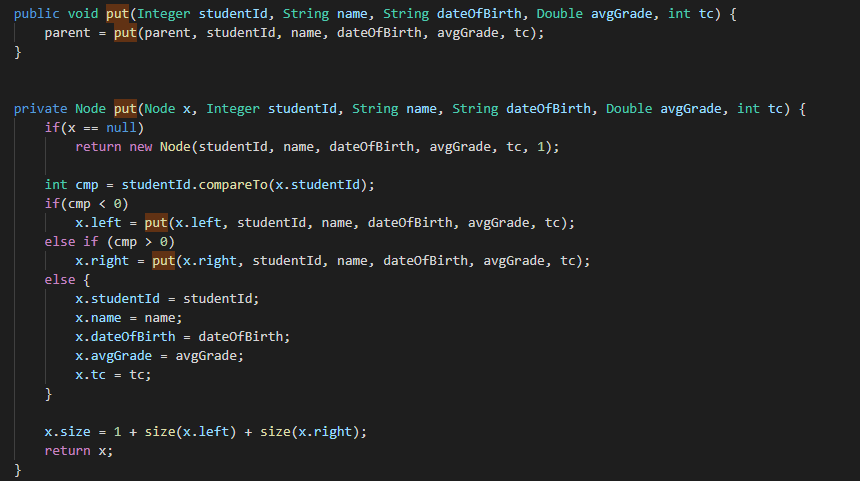 public void put(Integer studentId, String name, String dateOfBirth, Double avgGrade, int tc) {
    parent = put(parent, studentId, name, dateOfBirth, avgGrade, tc);
}
private Node put(Node x, Integer studentId, String name, String dateOfBirth, Double avgGrade, int tc) {
    if(x == null)
        return new Node(studentId, name, dateOfBirth, avgGrade, tc, 1);
    int cmp = studentId.compareTo(x.studentId);
    if(cmp < 0)
        x.left = put(x.left, studentId, name, dateOfBirth, avgGrade, tc);
    else if (cmp > 0)
        x.right = put(x.right, studentId, name, dateOfBirth, avgGrade, tc);
    else {
        x.studentId = studentId;
        x.name = name;
        x.dateOfBirth = dateOfBirth;
        x.avgGrade = avgGrade;
        x.tc = tc;
    }
    x.size = 1 + size(x.left) + size(x.right);
    return x;
}